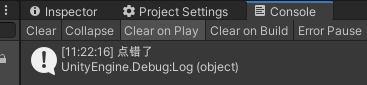 Inspector Project Settings Console
Clear Collapse Clear on Play Clear on Build Error Pause
[11:22:16] 点错了
UnityEngine.Debug:Log (object)